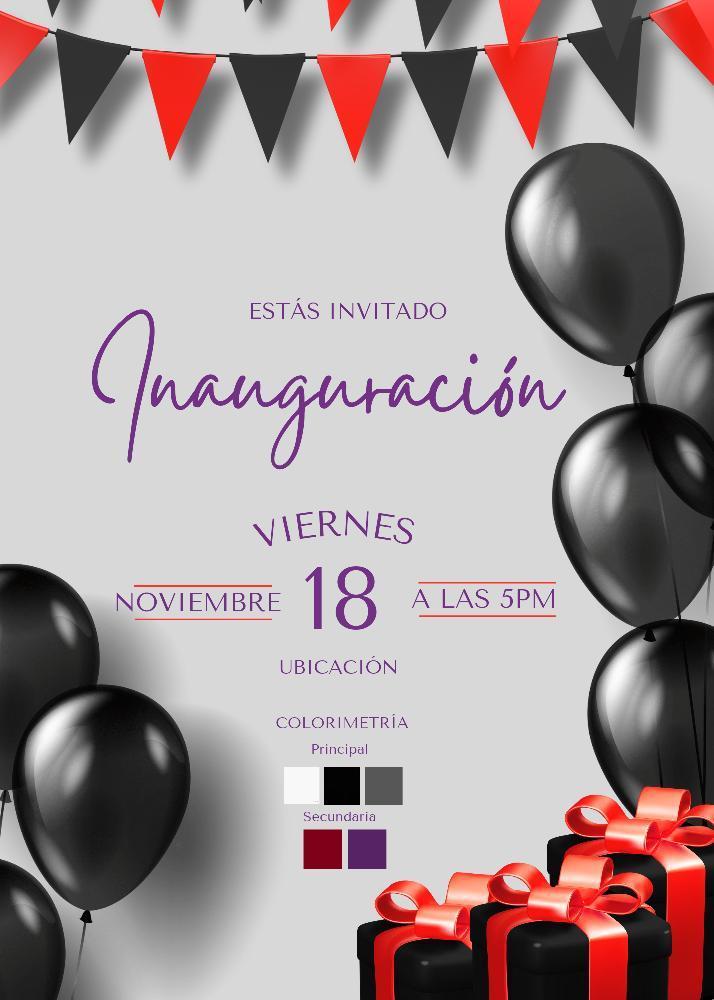 ESTÁS INVITADO
Inauguración
VIERNES
NOVIEMBRE 18 A LAS 5PM
UBICACIÓN
COLORIMETRÍA
Principal
Secundaria